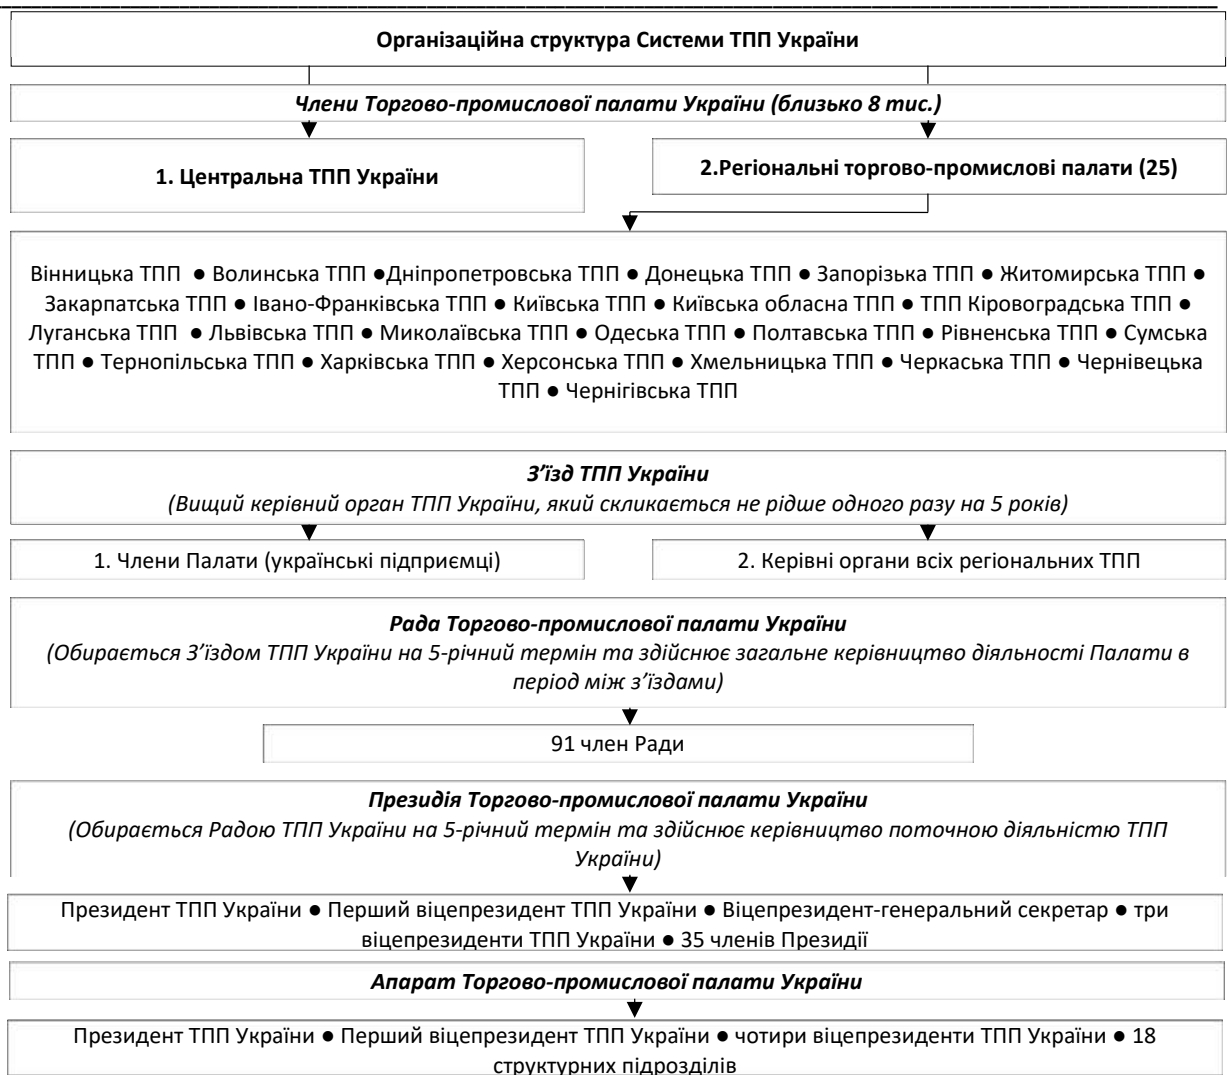 Організаційна структура Системи ТПП України
Члени Торгово-промислової палати України (близько 8 тис.)
1. Центральна ТПП України
2.Регіональні торгово-промислові палати (25)
Вінницька ТПП ● Волинська ТПП ●Дніпропетровська ТПП ● Донецька ТПП ● Запорізька ТПП ● Житомирська ТПП ●
Закарпатська ТПП ● Івано-Франківська ТПП ● Київська ТПП ● Київська обласна ТПП ● ТПП Кіровоградська ТПП ●
Луганська ТПП ● Львівська ТПП ● Миколаївська ТПП ● Одеська ТПП ● Полтавська ТПП ● Рівненська ТПП ● Сумська
ТПП ● Тернопільська ТПП ● Харківська ТПП ● Херсонська ТПП ● Хмельницька ТПП ● Черкаська ТПП ● Чернівецька
ТПП ● Чернігівська ТПП
З’їзд ТПП України
(Вищий керівний орган ТПП України, який скликається не рідше одного разу на 5 років)
1. Члени Палати (українські підприємці)
2. Керівні органи всіх регіональних ТПП
Рада Торгово-промислової палати України
(Обирається З’їздом ТПП України на 5-річний термін та здійснює загальне керівництво діяльності Палати в
період між з’їздами)
91 член Ради
Президія Торгово-промислової палати України
(Обирається Радою ТПП України на 5-річний термін та здійснює керівництво поточною діяльністю ТПП
України)
Президент ТПП України ● Перший віцепрезидент ТПП України ● Віцепрезидент-генеральний секретар ● три
віцепрезиденти ТПП України ● 35 членів Президії
Апарат Торгово-промислової палати України
Президент ТПП України ● Перший віцепрезидент ТПП України ● чотири віцепрезиденти ТПП України ● 18
структурних підрозділів